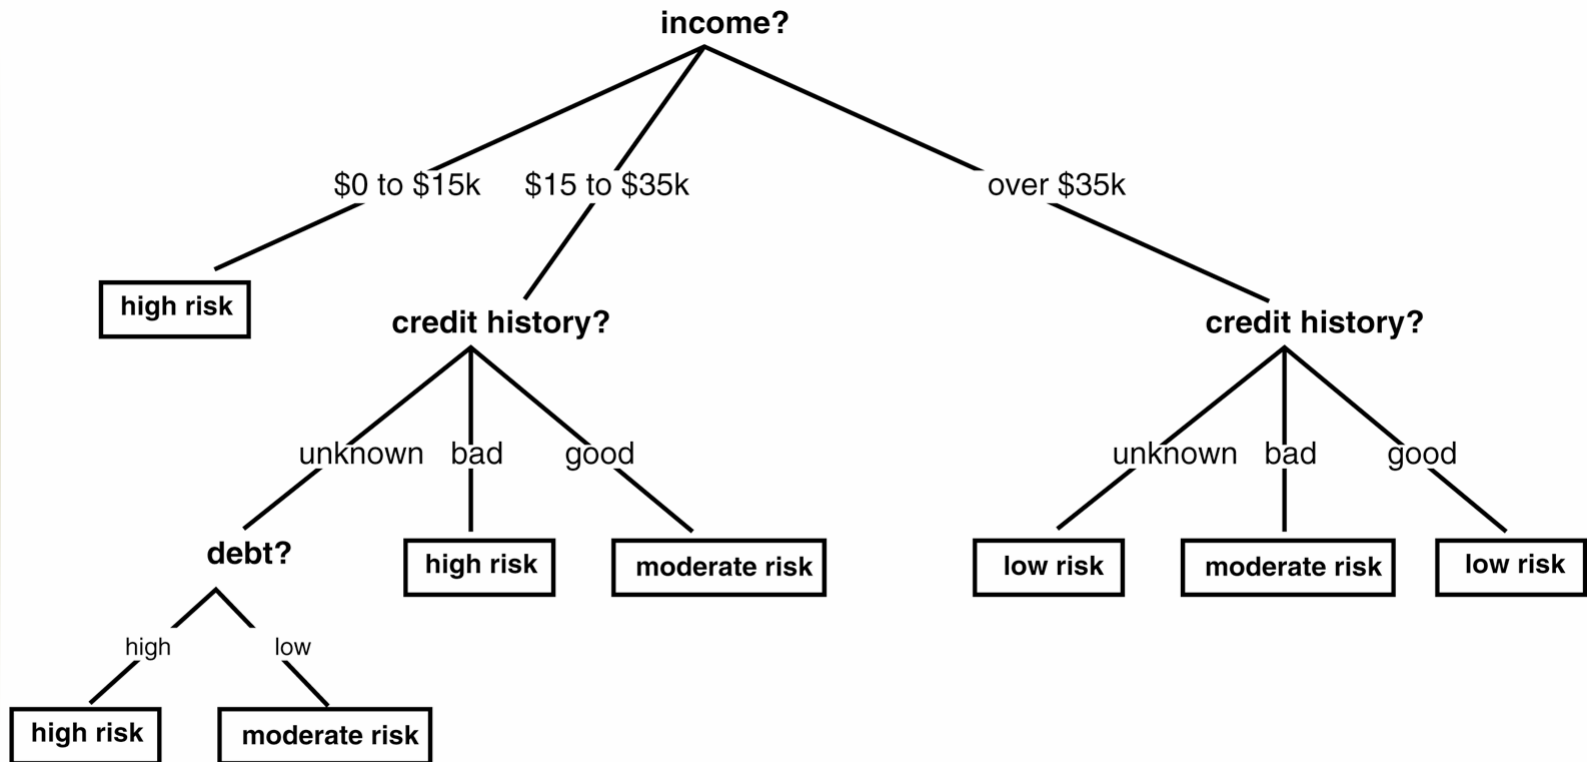 income?
$0 to $15k
$15 to $35k
over $35k
high risk
credit history?
credit history?
unknown
bad
good
unknown
bad
good
debt?
high risk
moderate risk
low risk
moderate risk
low risk
high
low
high risk
moderate risk